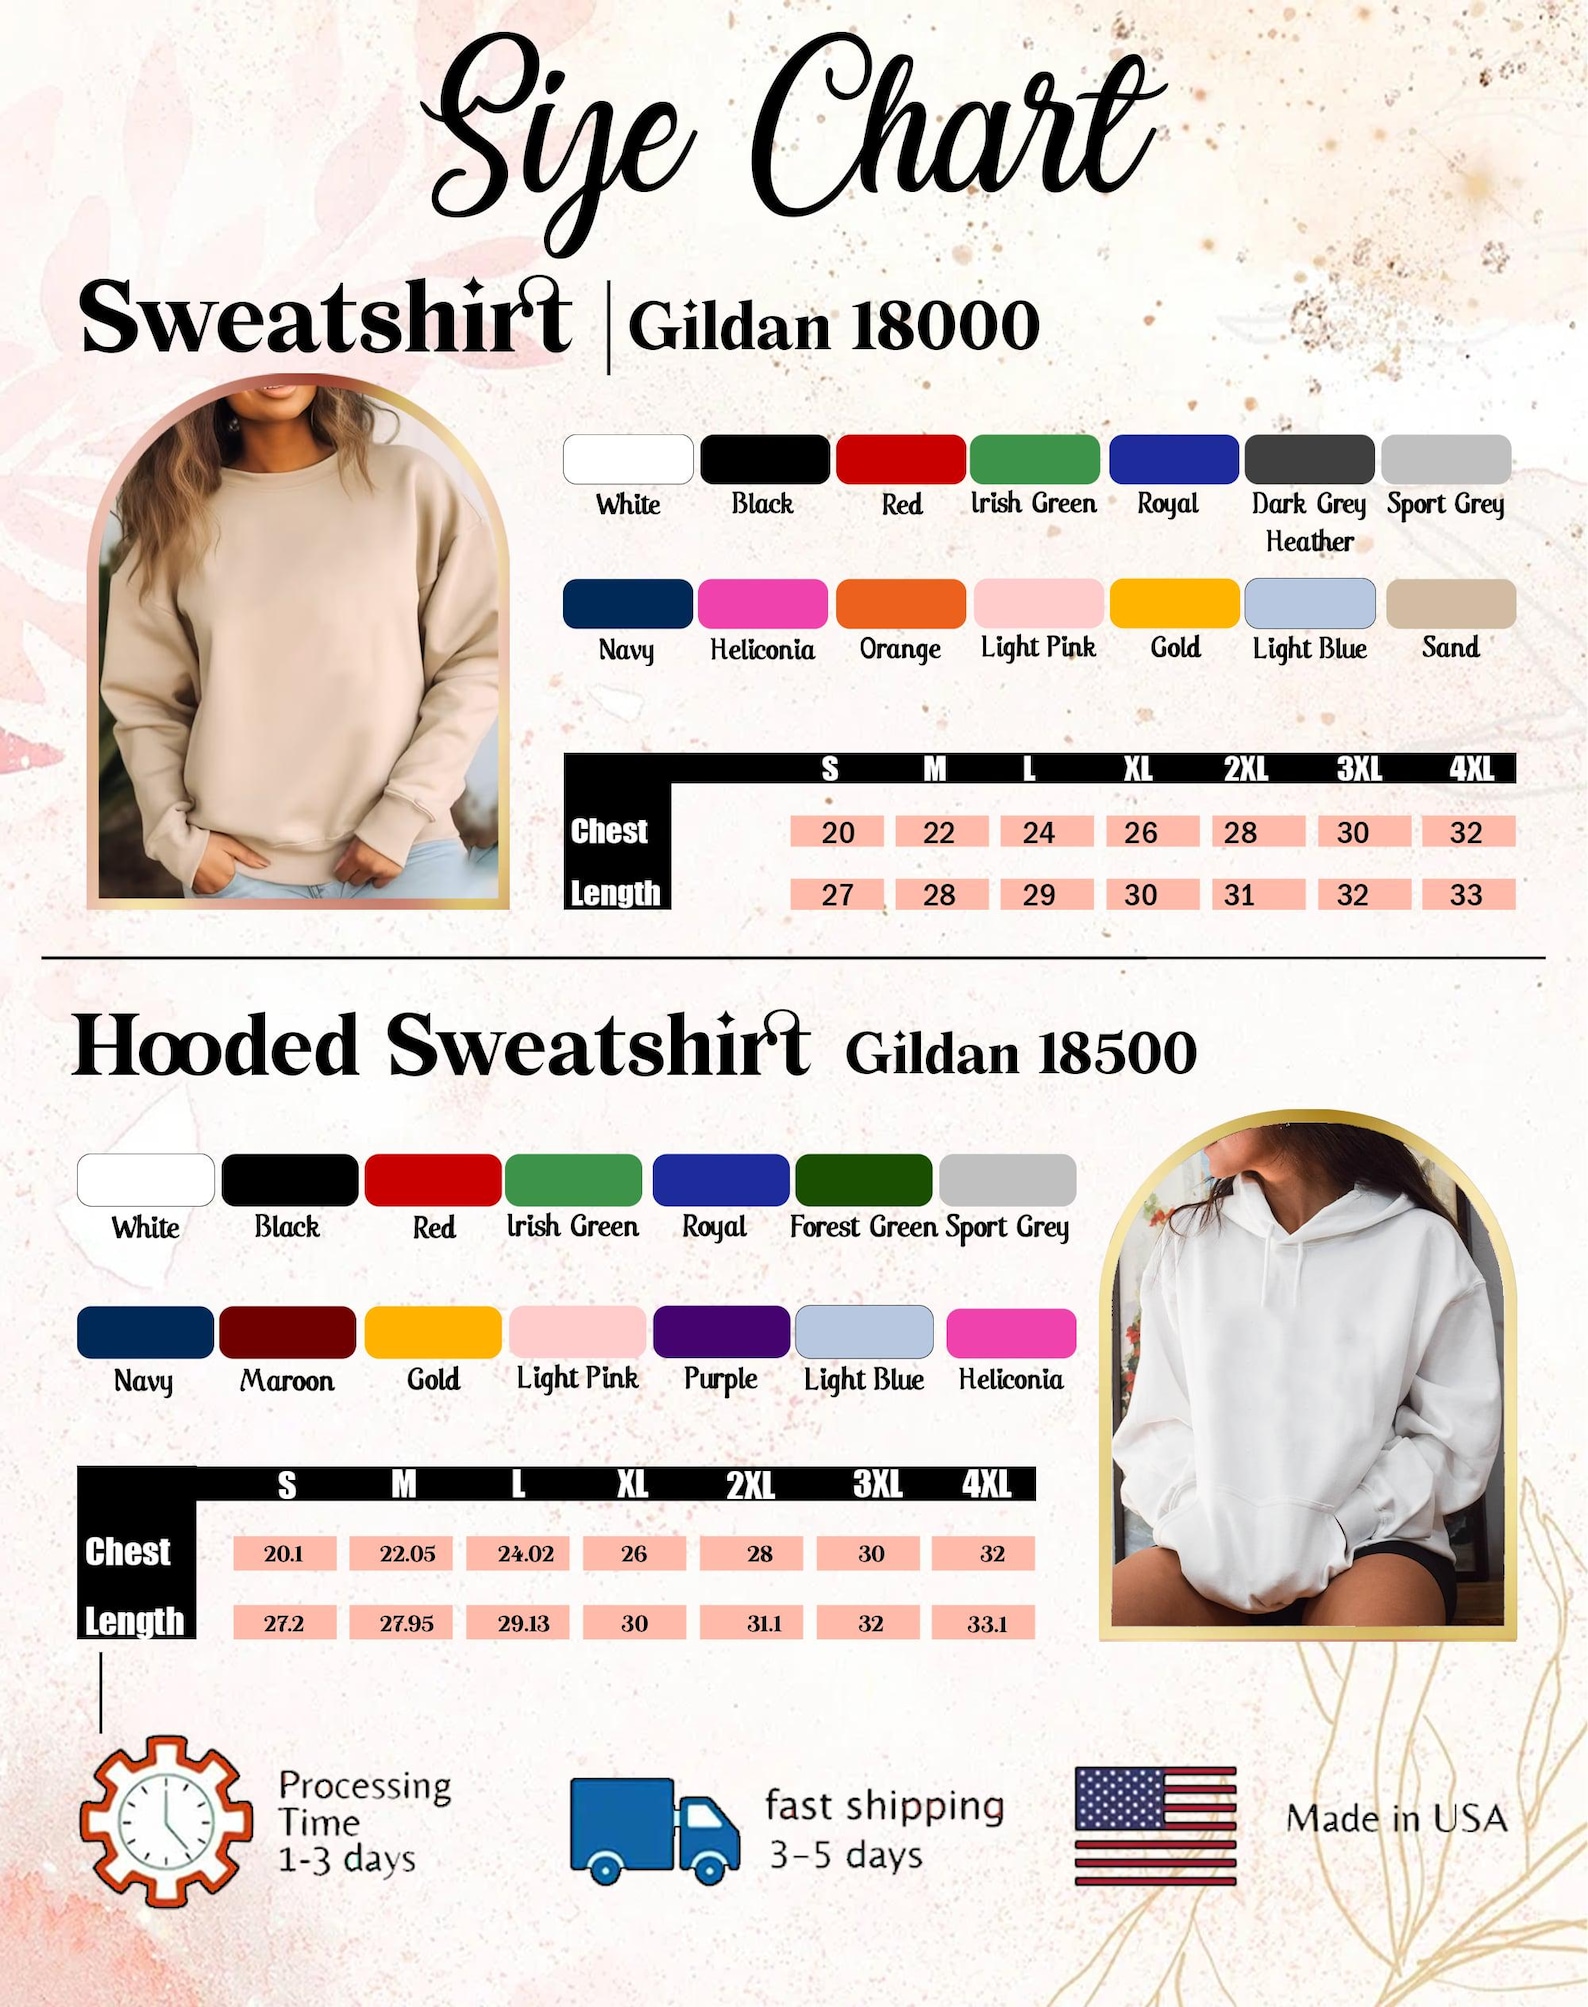 Size Chart
Sweatshirt | Gildan 18000
White Black Red Irish Green Royal Dark Grey Heather Sport Grey
Navy Heliconia Orange Light Pink Gold Light Blue Sand
S M L XL 2XL 3XL 4XL
Chest 20 22 24 26 28 30 32
Length 27 28 29 30 31 32 33
Hooded Sweatshirt Gildan 18500
White Black Red Irish Green Royal Forest Green Sport Grey
Navy Maroon Gold Light Pink Purple Light Blue Heliconia
S M L XL 2XL 3XL 4XL
Chest 20.1 22.05 24.02 26 28 30 32
Length 27.2 27.95 29.13 30 31.1 32 33.1
Processing
Time
1-3 days
fast shipping
3-5 days
Made in USA